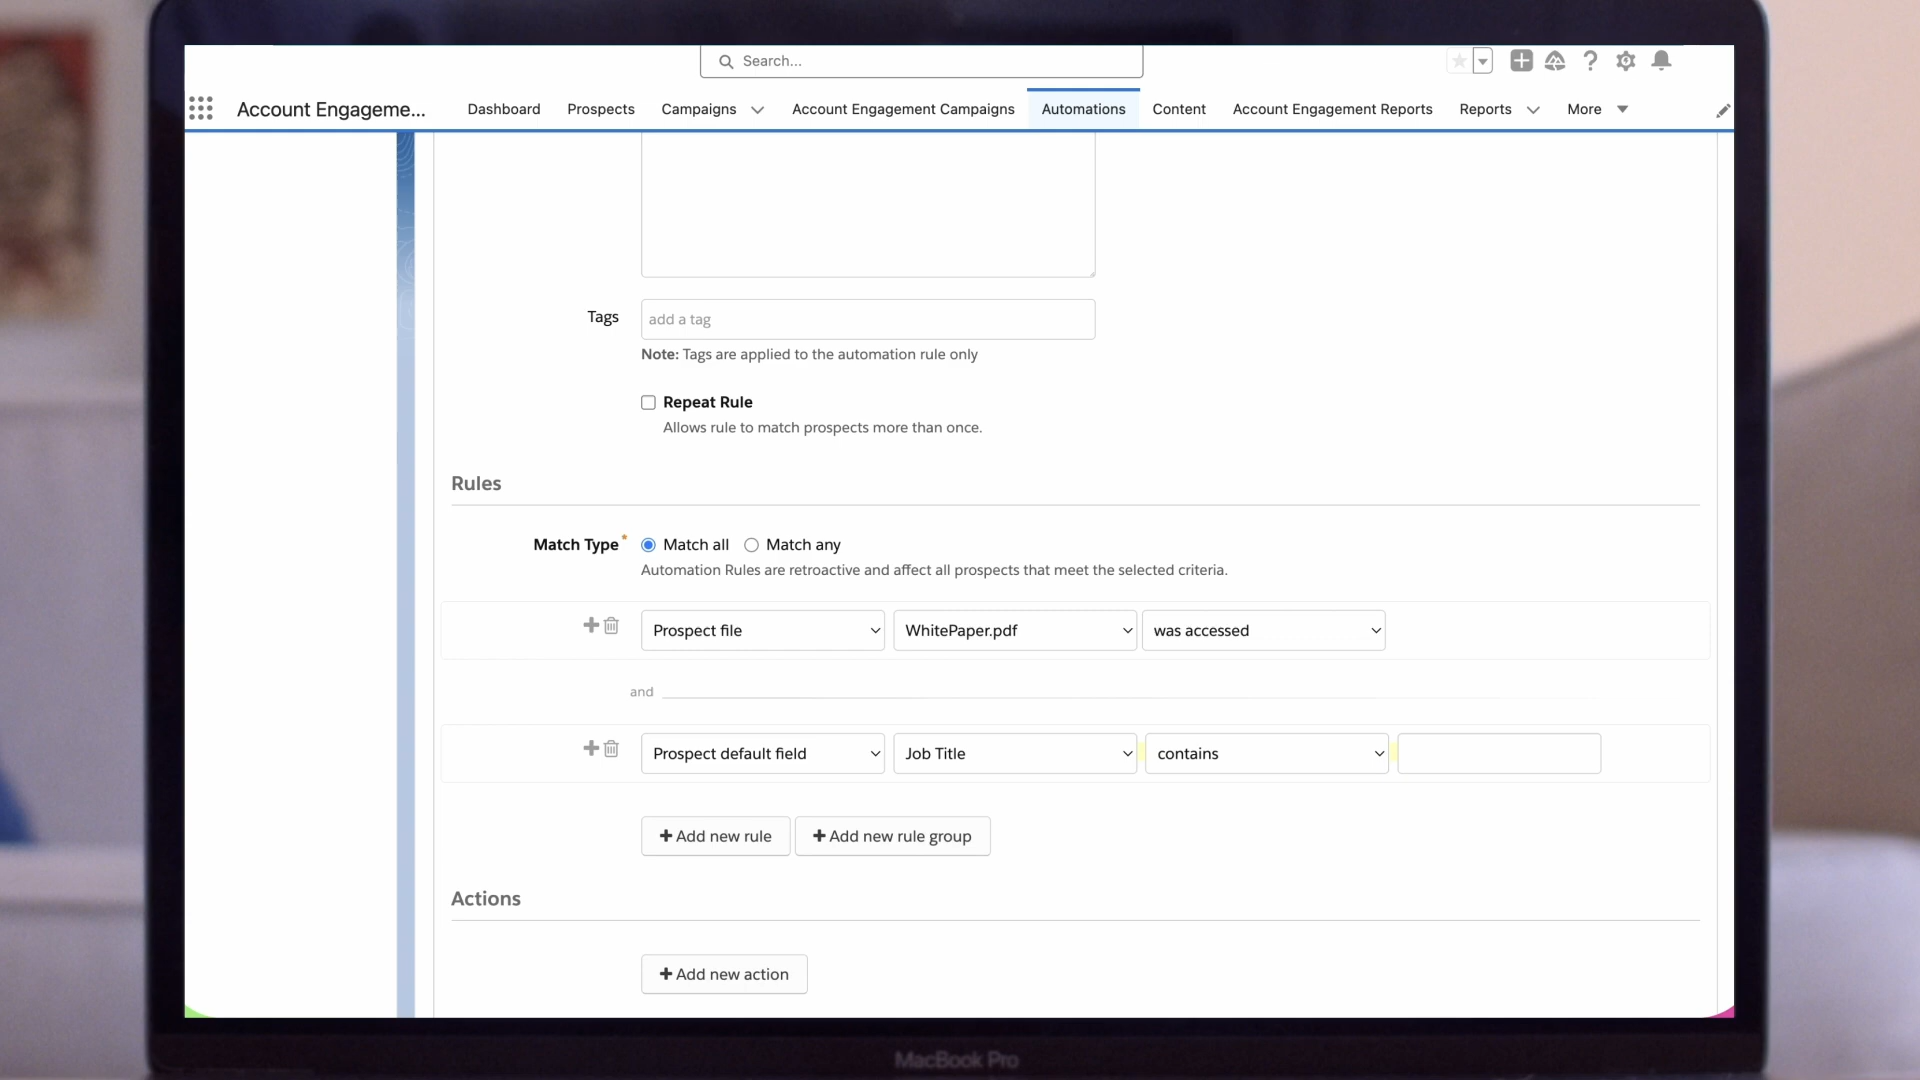 Search...
Account Engageme... Dashboard Prospects Campaigns Account Engagement Campaigns Automations Content Account Engagement Reports Reports More
Tags add a tag
Note: Tags are applied to the automation rule only
Repeat Rule
Allows rule to match prospects more than once.
Rules
Match Type* Match all Match any
Automation Rules are retroactive and affect all prospects that meet the selected criteria.
Prospect file WhitePaper.pdf was accessed
and
Prospect default field Job Title contains
+ Add new rule + Add new rule group
Actions
+ Add new action
MacBook Pro